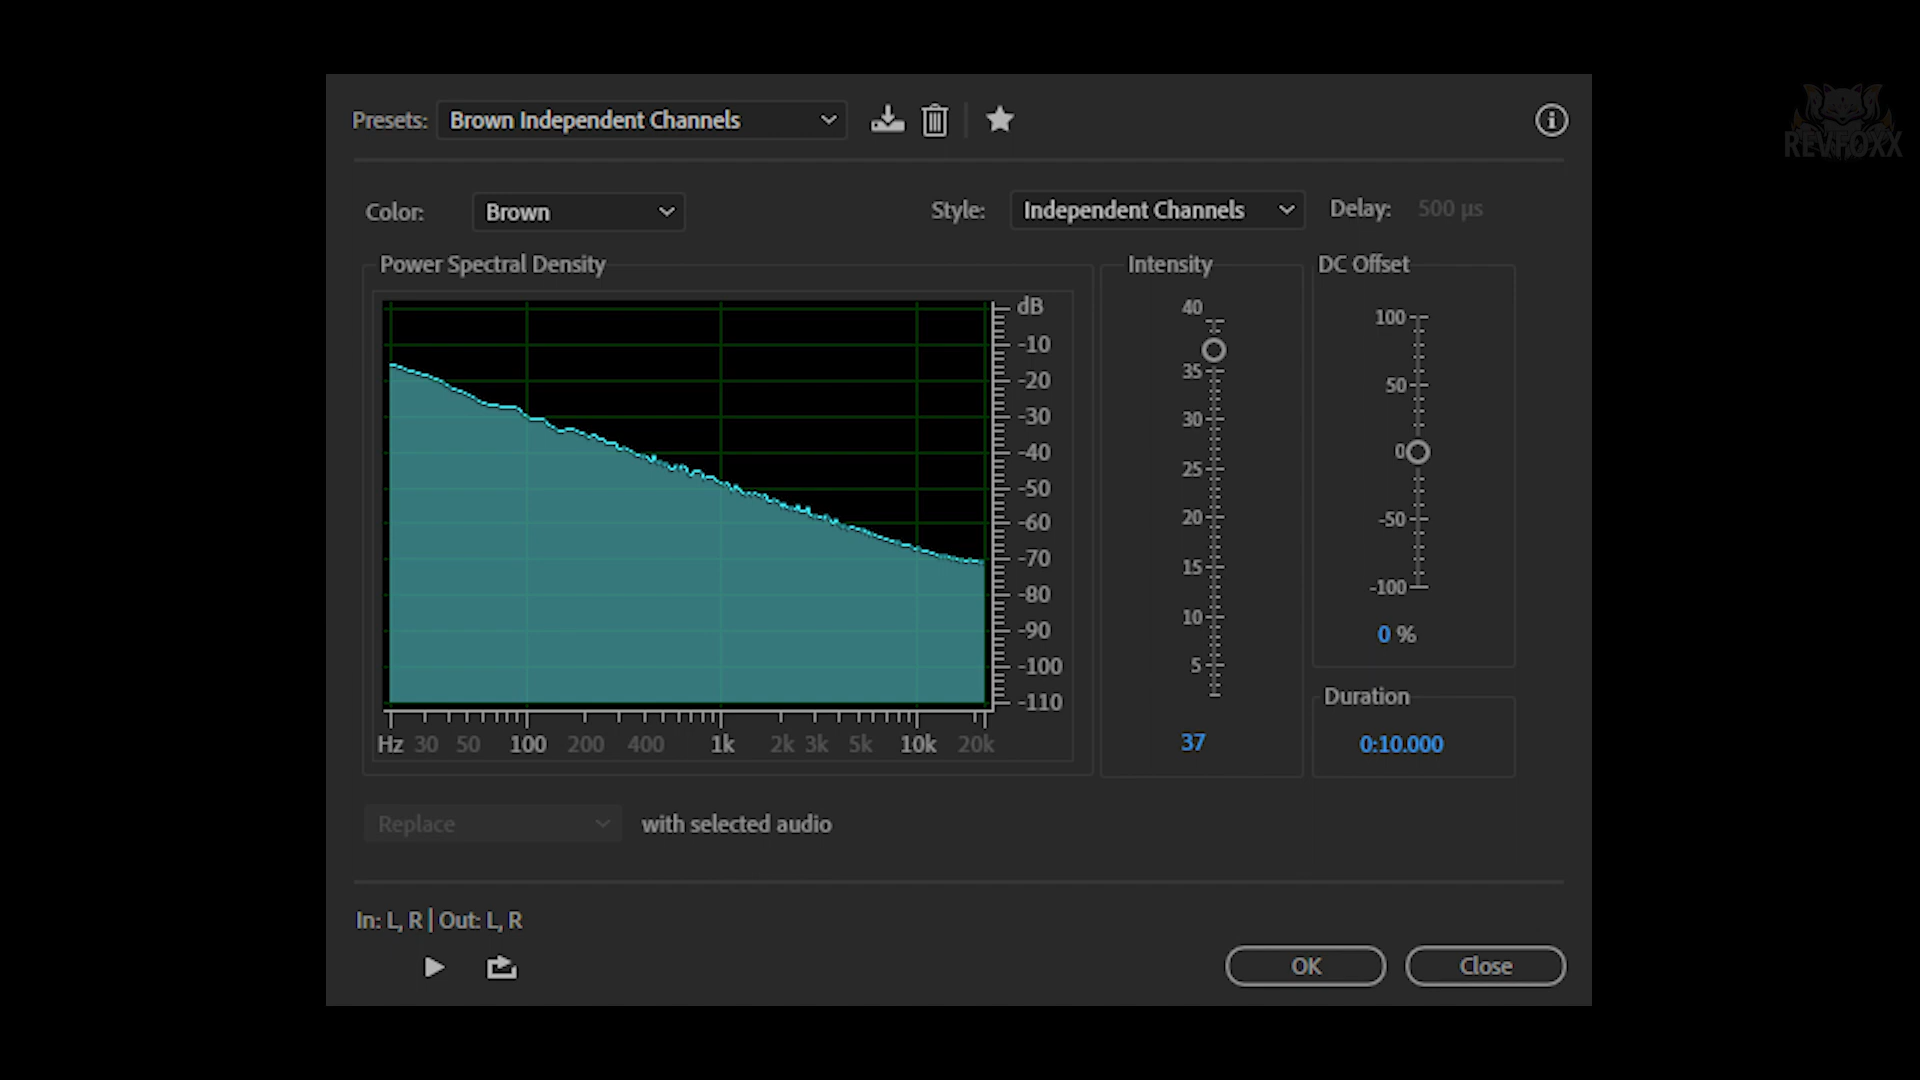 Presets: Brown Independent Channels
REVFOXX
Color: Brown Style: Independent Channels Delay: 500 µs
Power Spectral Density Intensity DC Offset
dB
-10
-20
-30
-40
-50
-60
-70
-80
-90
-100
-110
Hz 30 50 100 200 400 1k 2k 3k 5k 10k 20k
40
35
30
25
20
15
10
5
37
100
50
0
-50
-100
0 %
Duration
0:10.000
Replace with selected audio
In: L, R | Out: L, R
OK Close